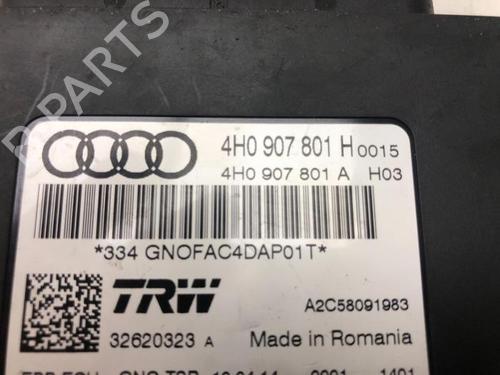 4H0 907 801 H 0015
4H0 907 801 A H03
*334 GNOFAC4DAP01T*
TRW
A2C58091983
32620323 A
Made in Romania
PARTS